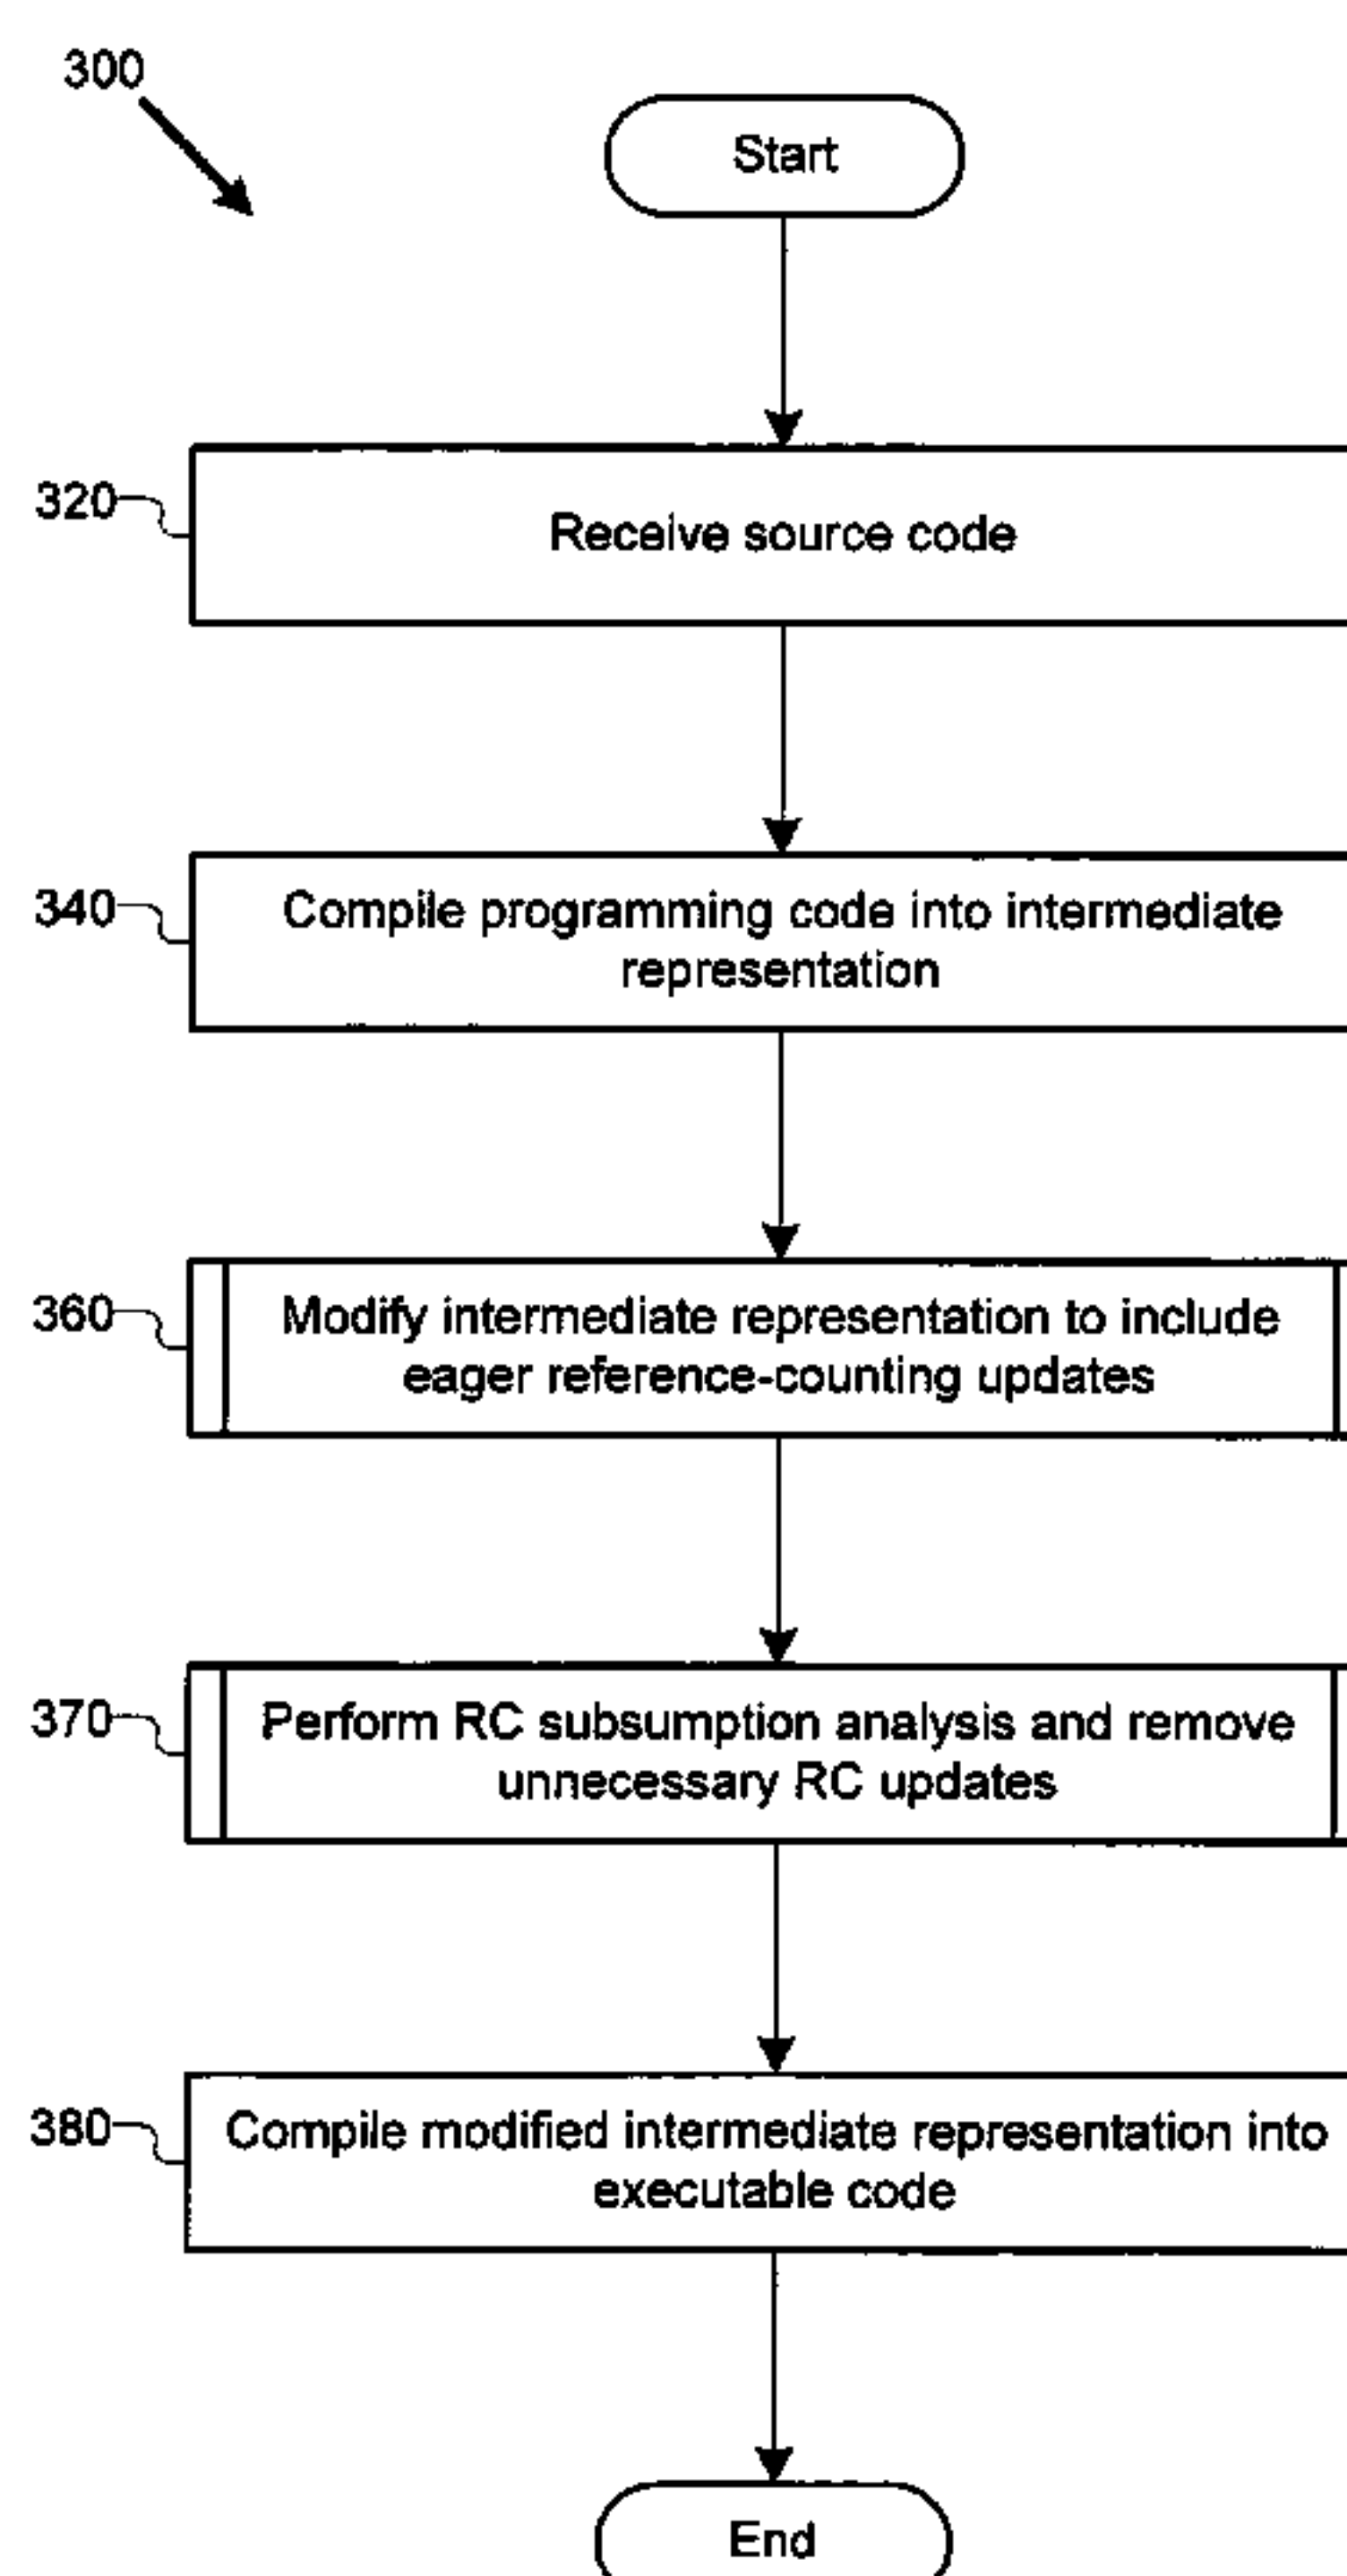 300
Start
320
Receive source code
340
Compile programming code into intermediate
representation
360
Modify intermediate representation to include
eager reference-counting updates
370
Perform RC subsumption analysis and remove
unnecessary RC updates
380
Compile modified intermediate representation into
executable code
End